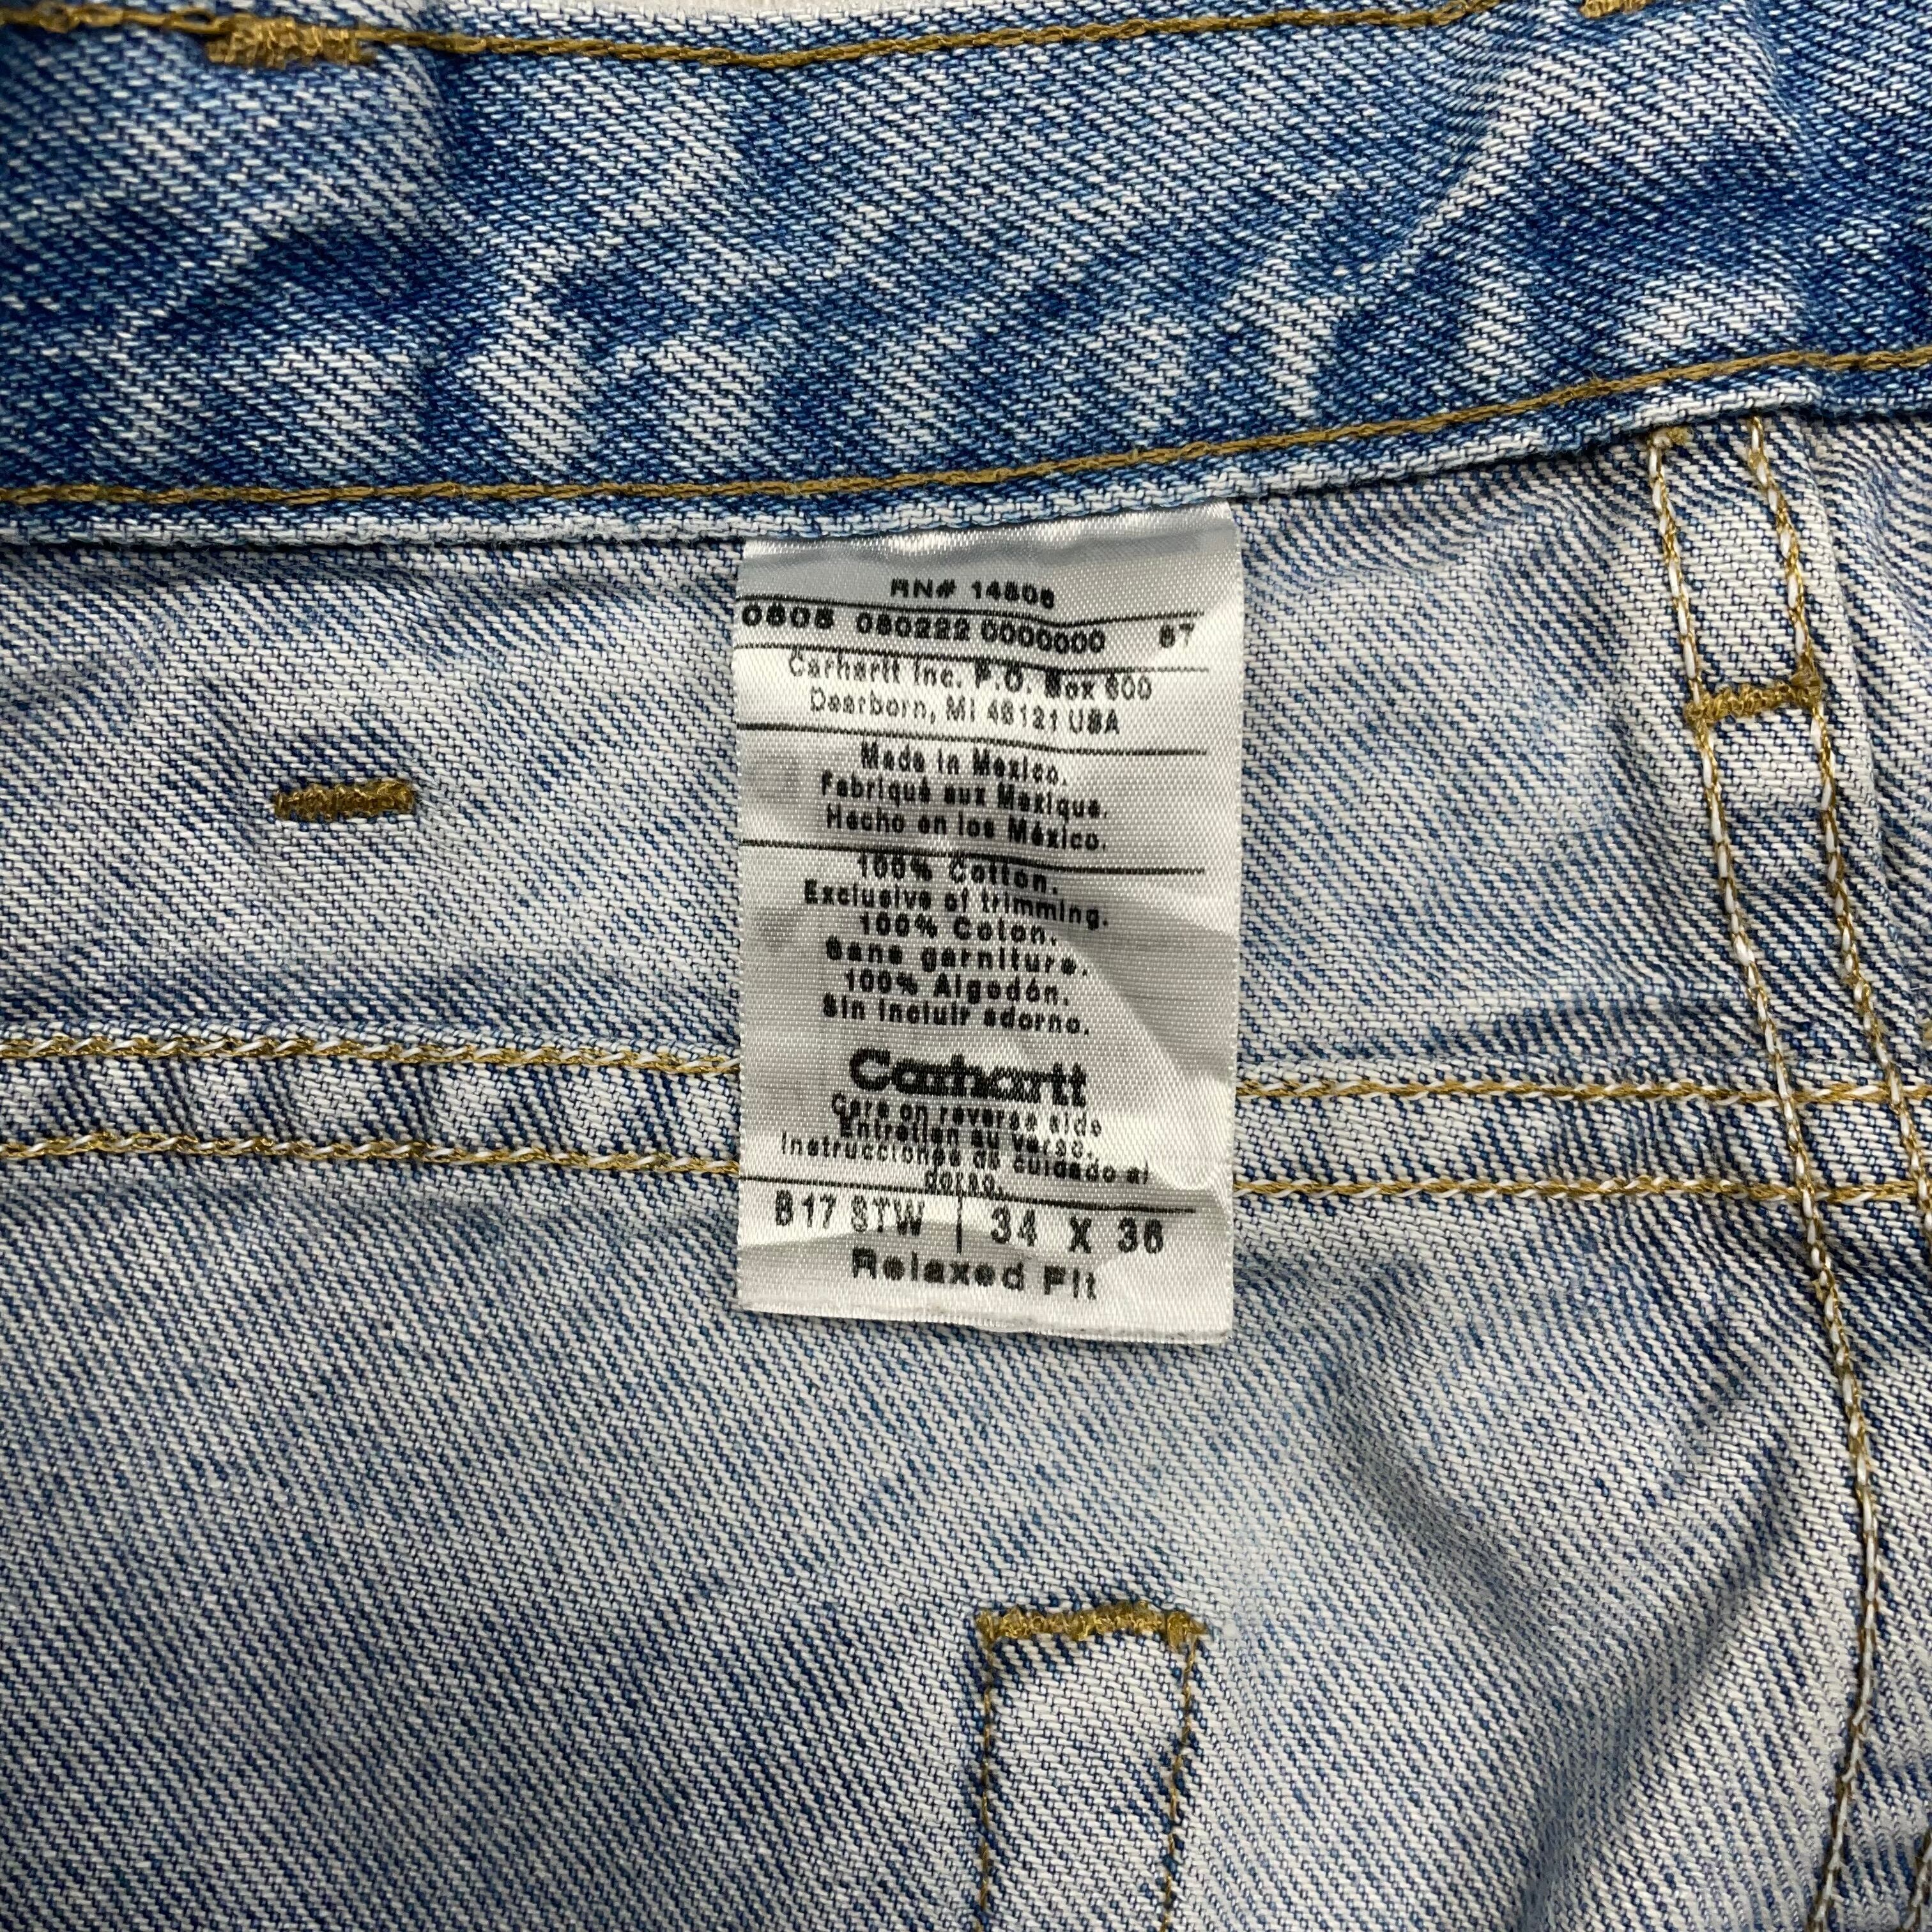 RN# 14806
0808 080222 0000000 67
Carhartt Inc. P.O. Box 600
Dearborn, MI 48121 USA
Made in Mexico.
Fabriqué aux Mexique.
Hecho en los México.
100% Cotton.
Exclusive of trimming.
100% Coton.
Sans garniture.
100% Algodón.
Sin incluir adorno.
Carhartt
Care on reverse side
Entretien au verso.
Instrucciones de cuidado al
dorso.
B17 STW | 34 X 36
Relaxed Fit